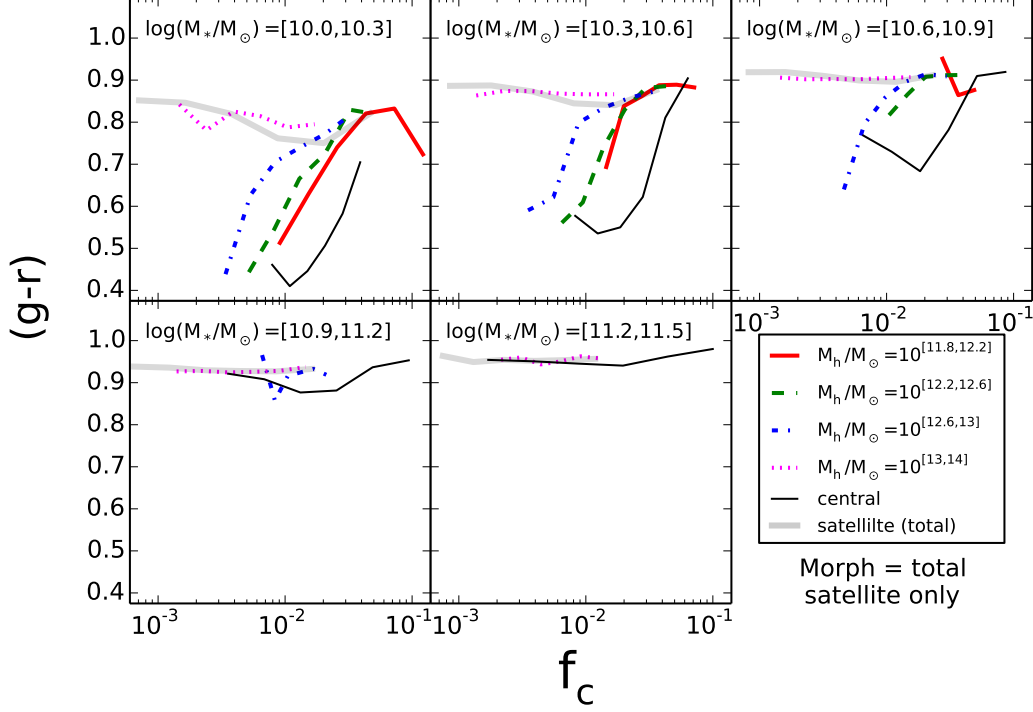 log(M*/M⊙)=[10.0,10.3] log(M*/M⊙)=[10.3,10.6] log(M*/M⊙)=[10.6,10.9]
1.0
0.9
0.8
0.7
0.6
0.5
0.4
10⁻³ 10⁻² 10⁻¹
(g-r)
log(M*/M⊙)=[10.9,11.2] log(M*/M⊙)=[11.2,11.5]
1.0
0.9
0.8
0.7
0.6
0.5
0.4
10⁻³ 10⁻² 10⁻¹ 10⁻³ 10⁻² 10⁻¹
f_c
M_h/M⊙=10^[11.8,12.2]
M_h/M⊙=10^[12.2,12.6]
M_h/M⊙=10^[12.6,13]
M_h/M⊙=10^[13,14]
central
satellilte (total)
Morph = total
satellite only